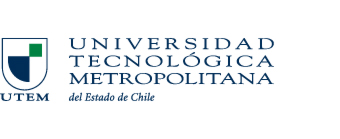 UNIVERSIDAD
TECNOLÓGICA
METROPOLITANA
del Estado de Chile
UTEM